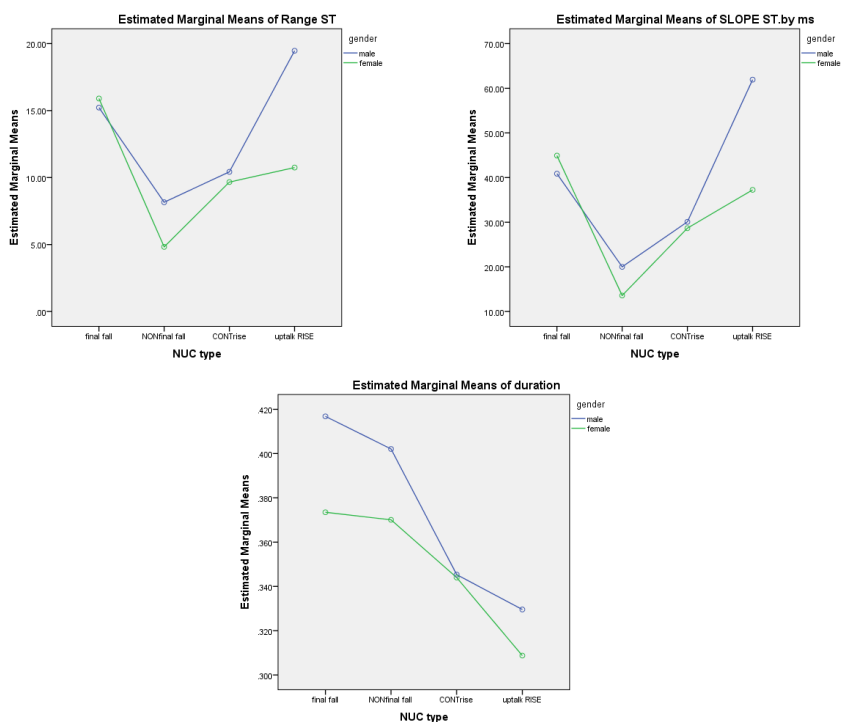 Estimated Marginal Means of Range ST
gender
male
female
20.00
15.00
10.00
5.00
.00
Estimated Marginal Means
final fall NONfinal fall CONTrise uptalk RISE
NUC type
Estimated Marginal Means of SLOPE ST.by ms
gender
male
female
70.00
60.00
50.00
40.00
30.00
20.00
10.00
Estimated Marginal Means
final fall NONfinal fall CONTrise uptalk RISE
NUC type
Estimated Marginal Means of duration
gender
male
female
.420
.400
.380
.360
.340
.320
.300
Estimated Marginal Means
final fall NONfinal fall CONTrise uptalk RISE
NUC type